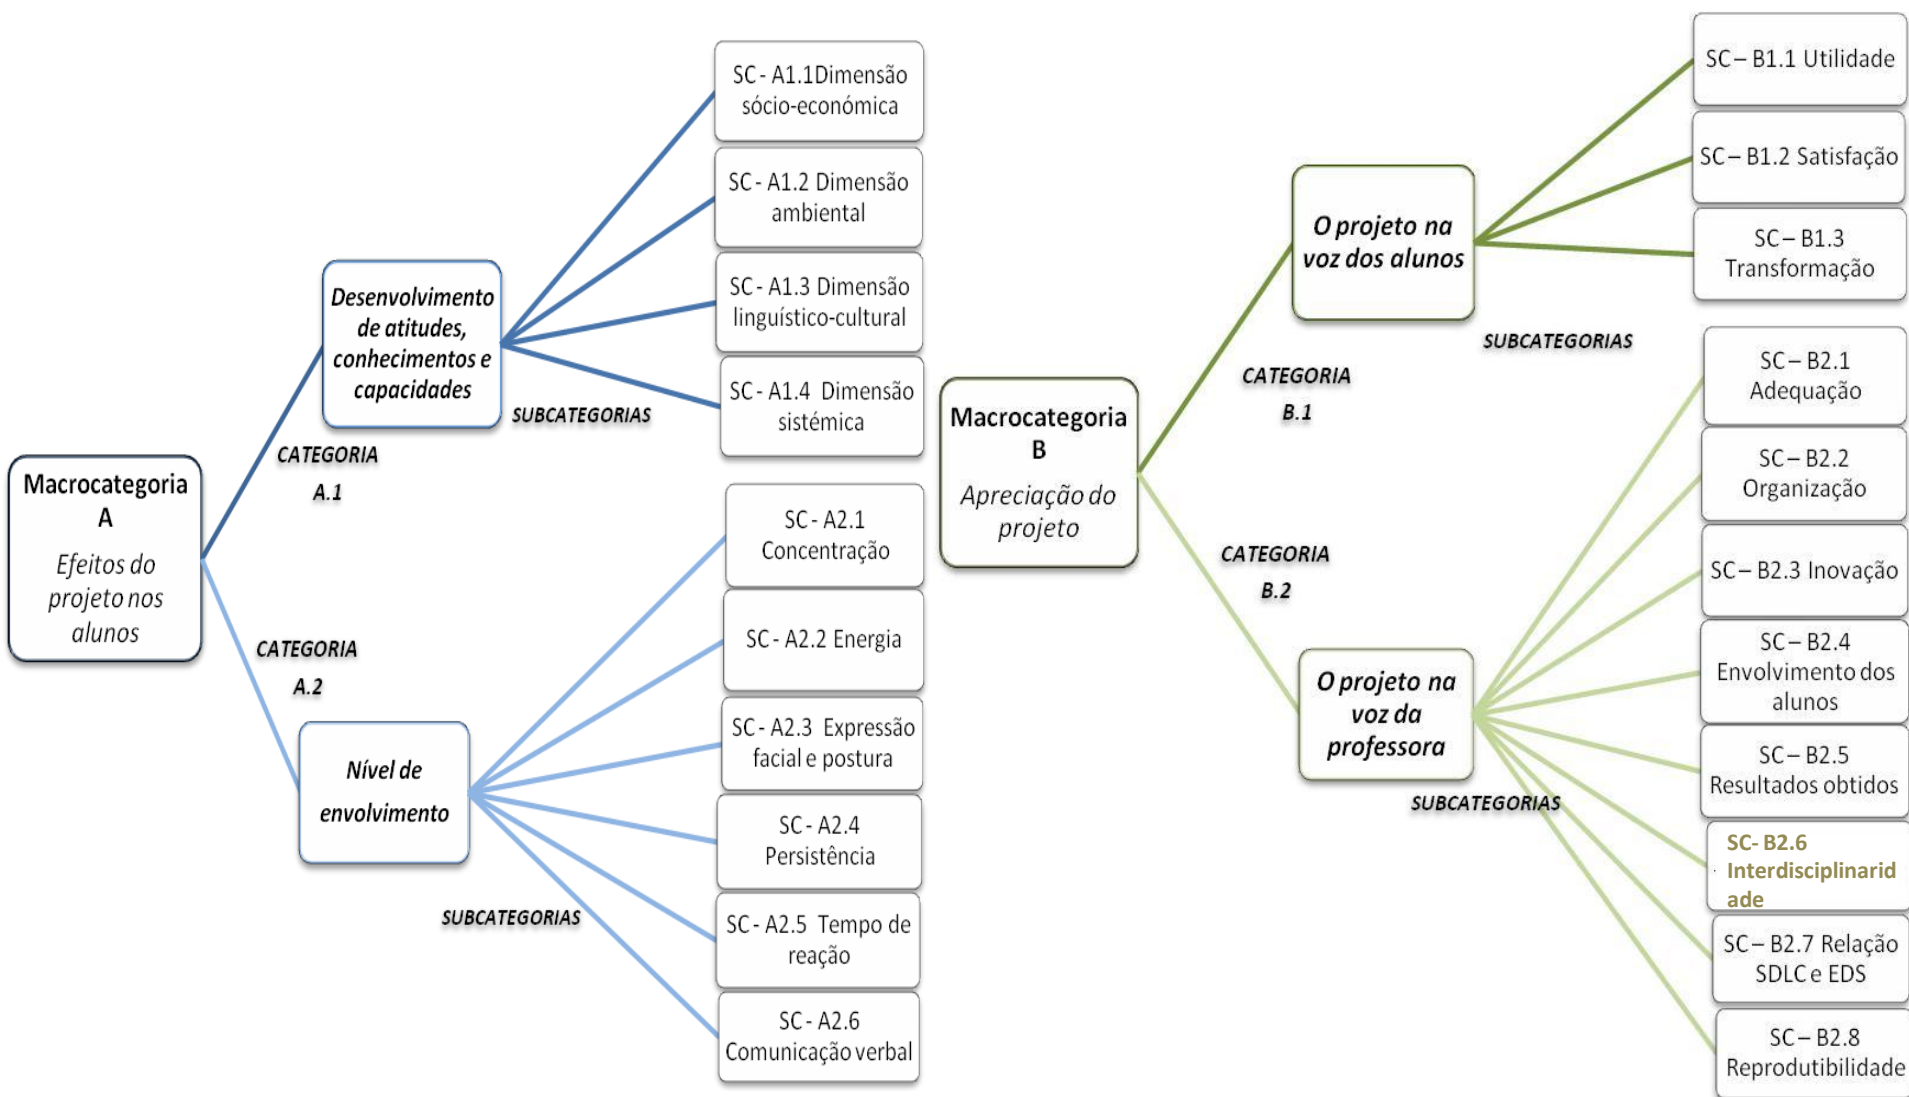 Macrocategoria
A
Efeitos do
projeto nos
alunos
CATEGORIA
A.1
Desenvolvimento
de atitudes,
conhecimentos e
capacidades
SUBCATEGORIAS
SC - A1.1Dimensão
sócio-económica
SC - A1.2 Dimensão
ambiental
SC - A1.3 Dimensão
linguístico-cultural
SC - A1.4 Dimensão
sistémica
CATEGORIA
A.2
Nível de
envolvimento
SUBCATEGORIAS
SC - A2.1
Concentração
SC - A2.2 Energia
SC - A2.3 Expressão
facial e postura
SC - A2.4
Persistência
SC - A2.5 Tempo de
reação
SC - A2.6
Comunicação verbal
Macrocategoria
B
Apreciação do
projeto
CATEGORIA
B.1
O projeto na
voz dos alunos
SUBCATEGORIAS
SC – B1.1 Utilidade
SC – B1.2 Satisfação
SC – B1.3
Transformação
CATEGORIA
B.2
O projeto na
voz da
professora
SUBCATEGORIAS
SC – B2.1
Adequação
SC – B2.2
Organização
SC – B2.3 Inovação
SC – B2.4
Envolvimento dos
alunos
SC – B2.5
Resultados obtidos
SC- B2.6
Interdisciplinarid
ade
SC – B2.7 Relação
SDLC e EDS
SC – B2.8
Reprodutibilidade